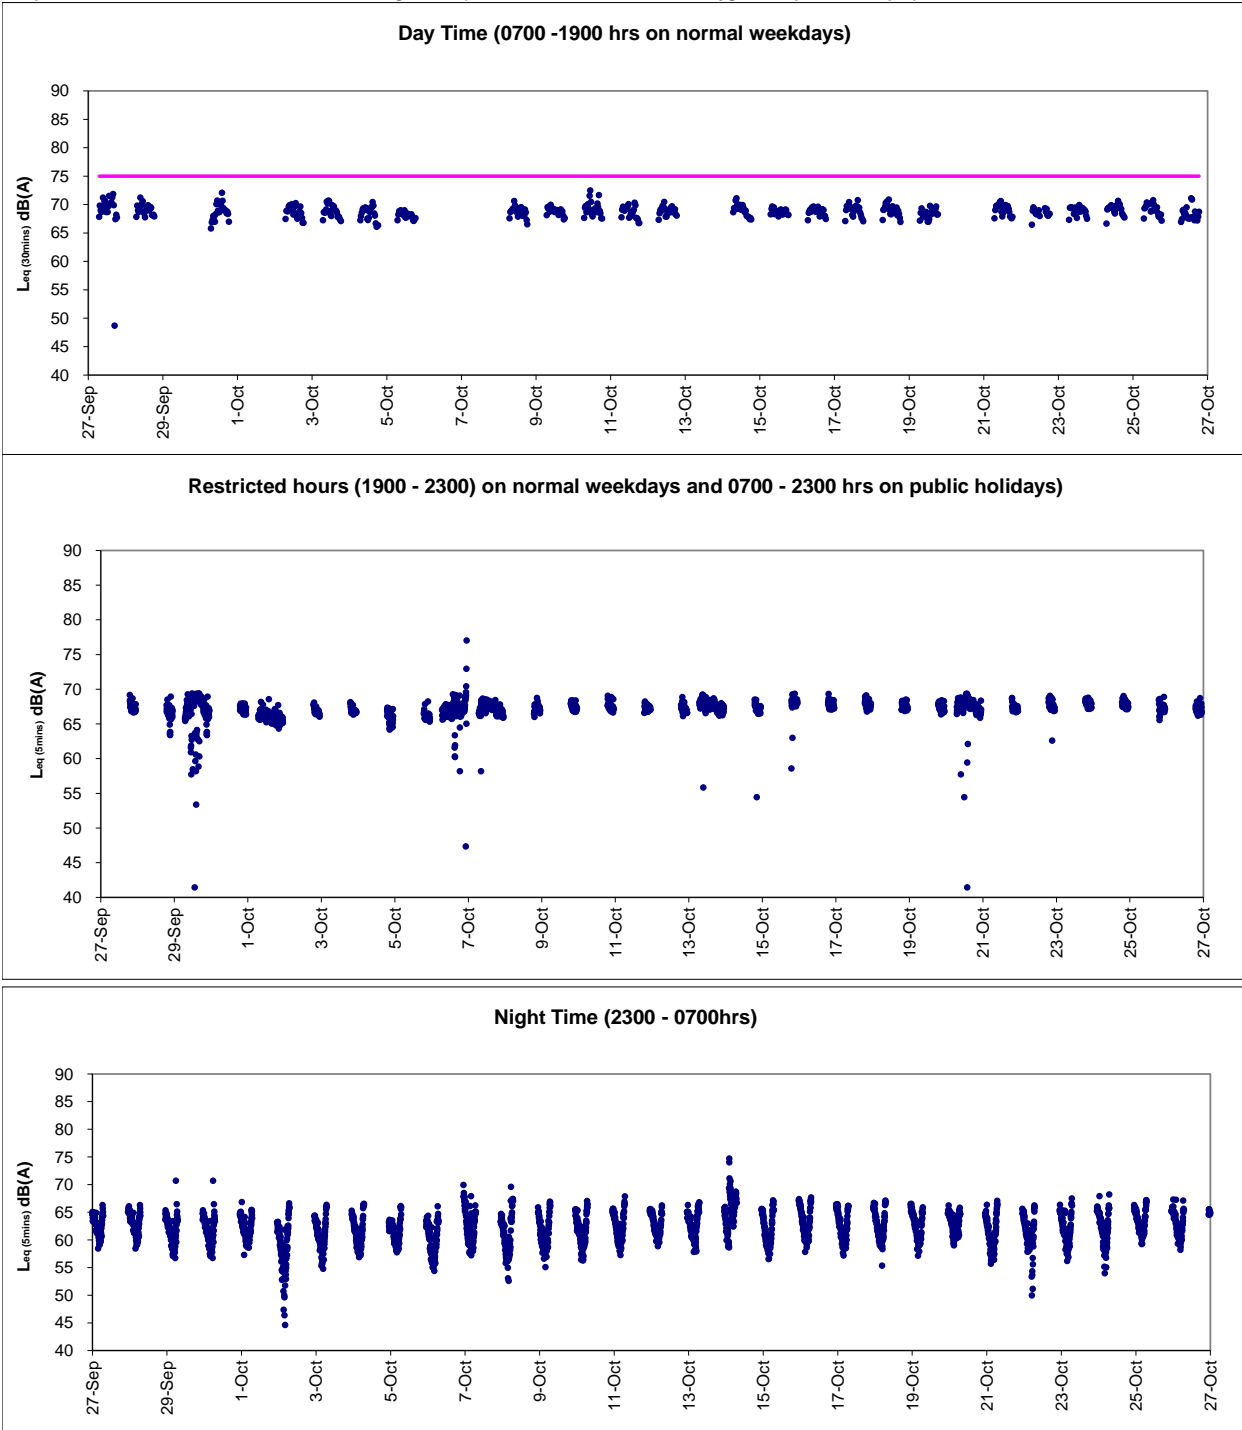 Day Time (0700 -1900 hrs on normal weekdays)
90
85
80
75
70
65
60
55
50
45
40
Leq (30mins) dB(A)
27-Sep
29-Sep
1-Oct
3-Oct
5-Oct
7-Oct
9-Oct
11-Oct
13-Oct
15-Oct
17-Oct
19-Oct
21-Oct
23-Oct
25-Oct
27-Oct
Restricted hours (1900 - 2300) on normal weekdays and 0700 - 2300 hrs on public holidays)
90
85
80
75
70
65
60
55
50
45
40
Leq (5mins) dB(A)
27-Sep
29-Sep
1-Oct
3-Oct
5-Oct
7-Oct
9-Oct
11-Oct
13-Oct
15-Oct
17-Oct
19-Oct
21-Oct
23-Oct
25-Oct
27-Oct
Night Time (2300 - 0700hrs)
90
85
80
75
70
65
60
55
50
45
40
Leq (5mins) dB(A)
27-Sep
29-Sep
1-Oct
3-Oct
5-Oct
7-Oct
9-Oct
11-Oct
13-Oct
15-Oct
17-Oct
19-Oct
21-Oct
23-Oct
25-Oct
27-Oct